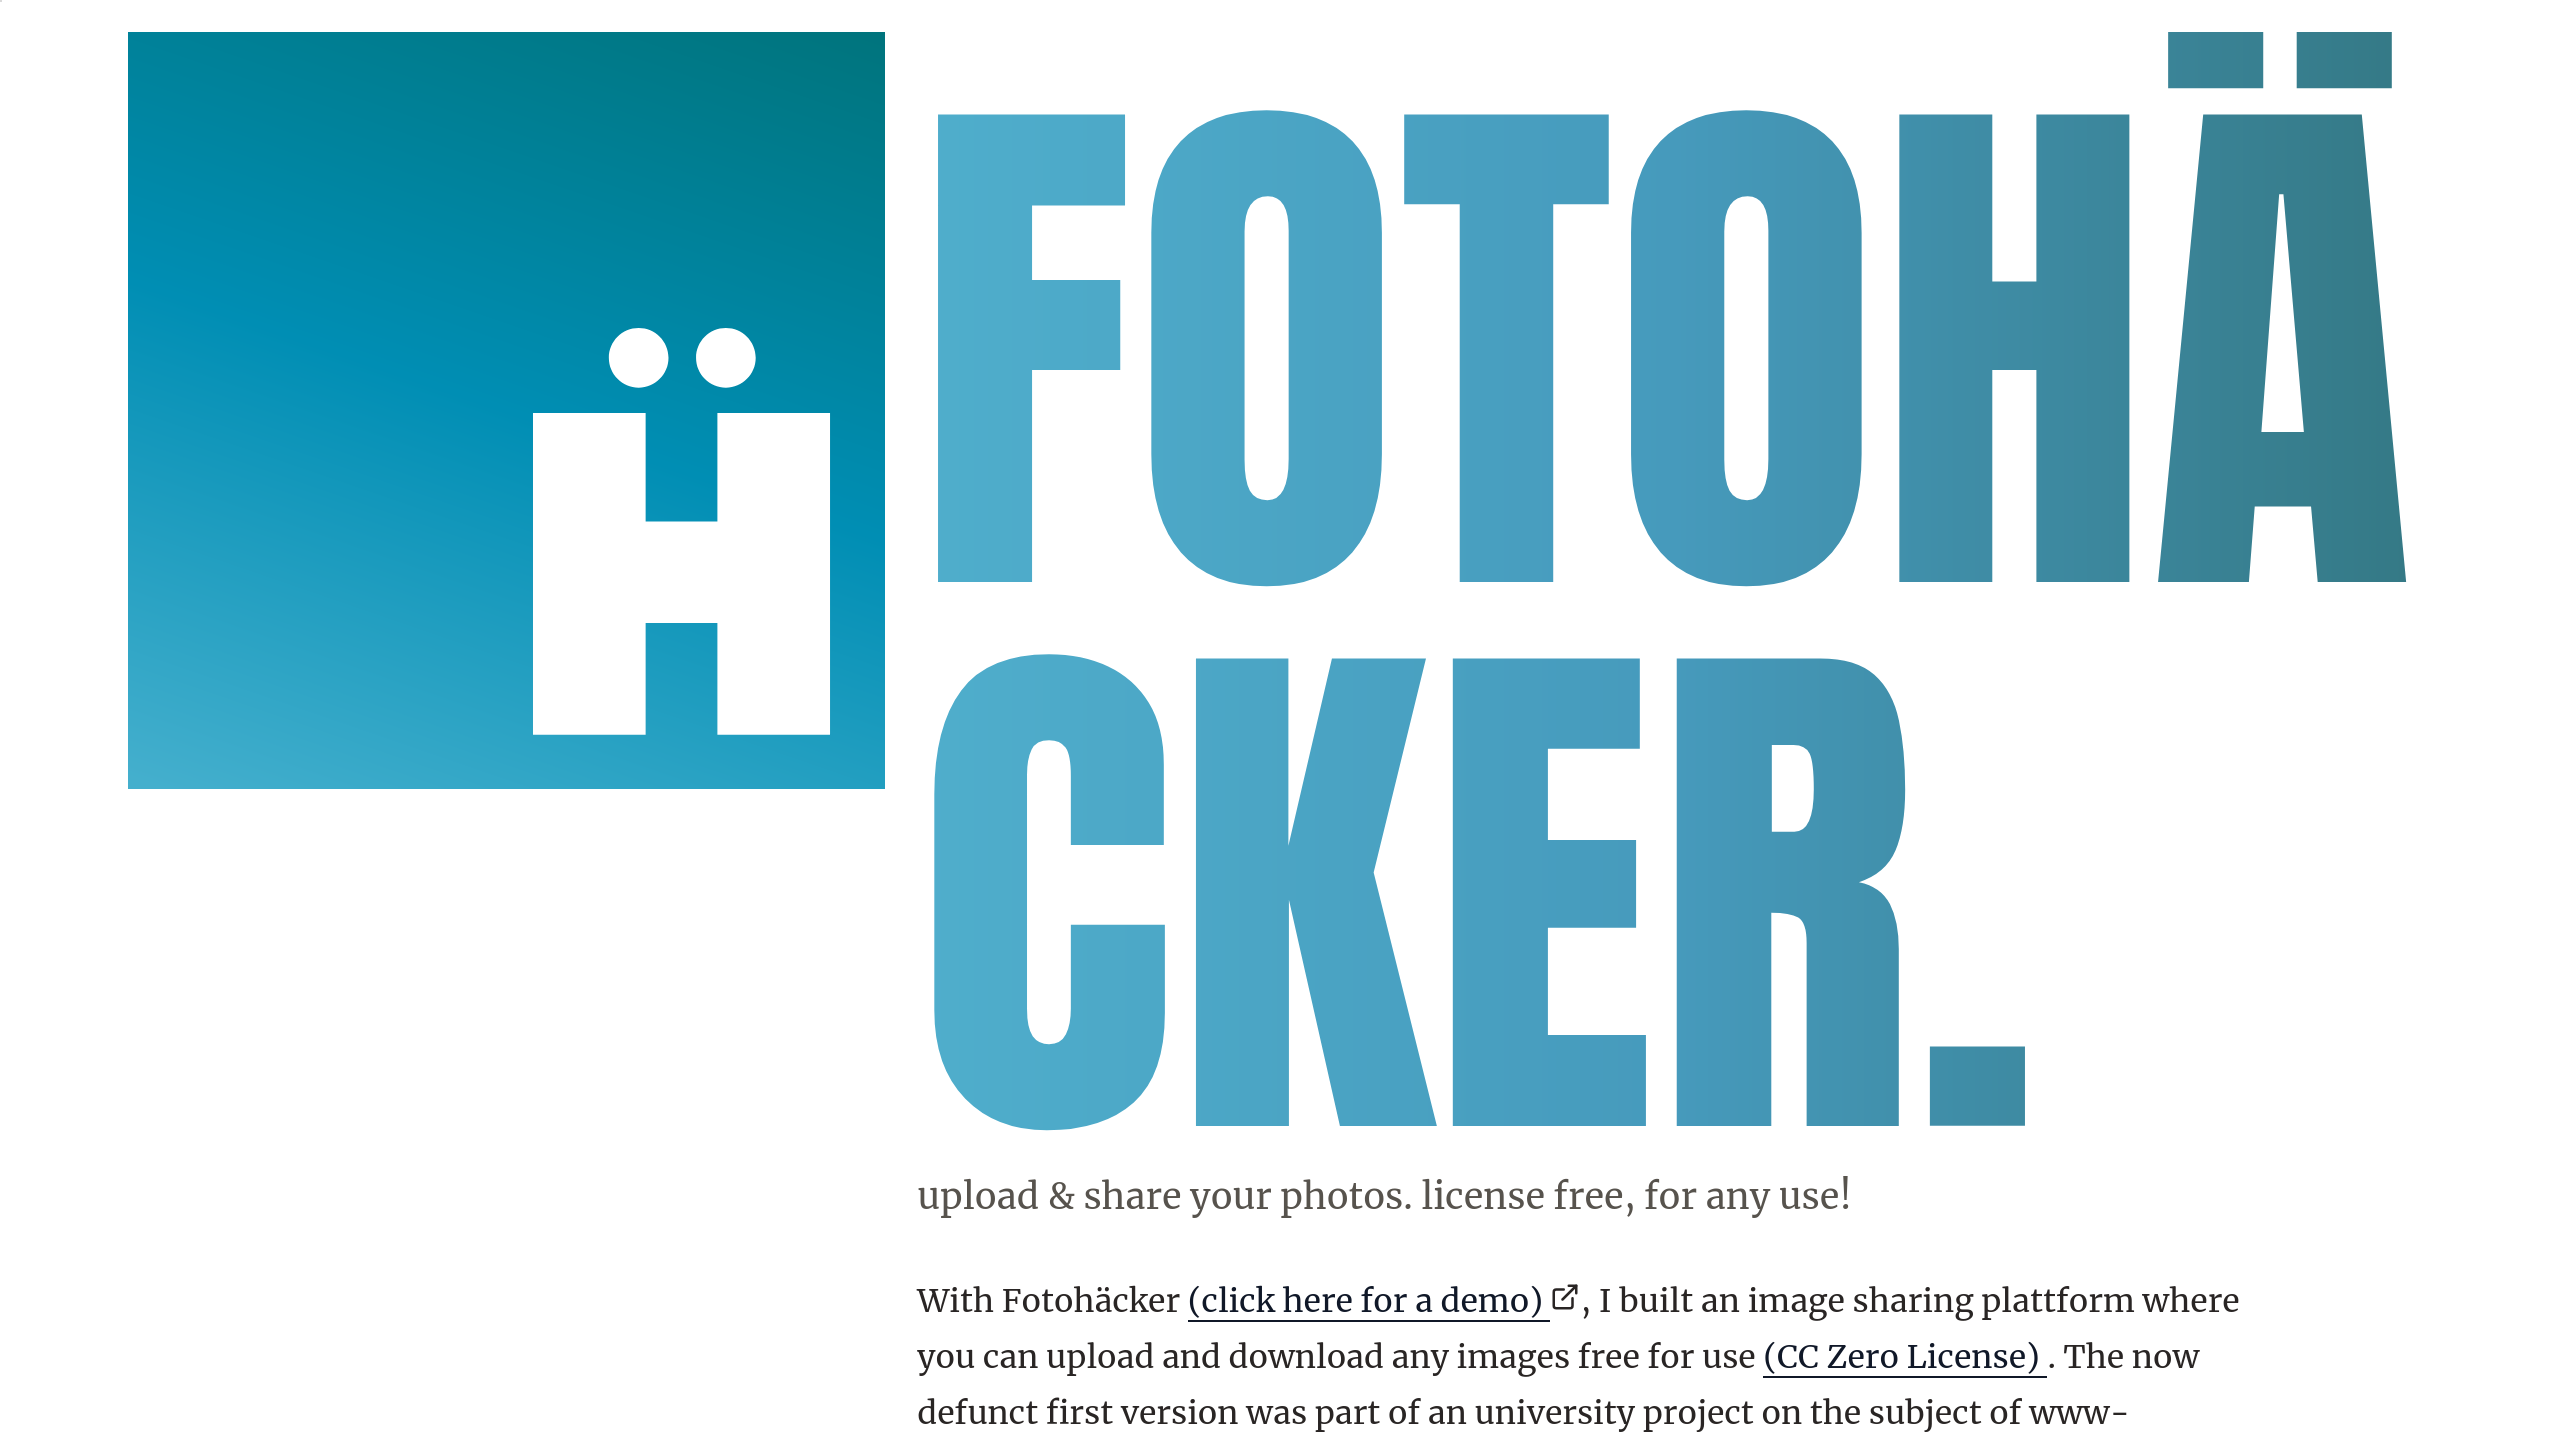 Ḧ
FOTOHÄ
CKER.
upload & share your photos. license free, for any use!
With Fotohäcker (click here for a demo) , I built an image sharing plattform where
you can upload and download any images free for use (CC Zero License) . The now
defunct first version was part of an university project on the subject of www-